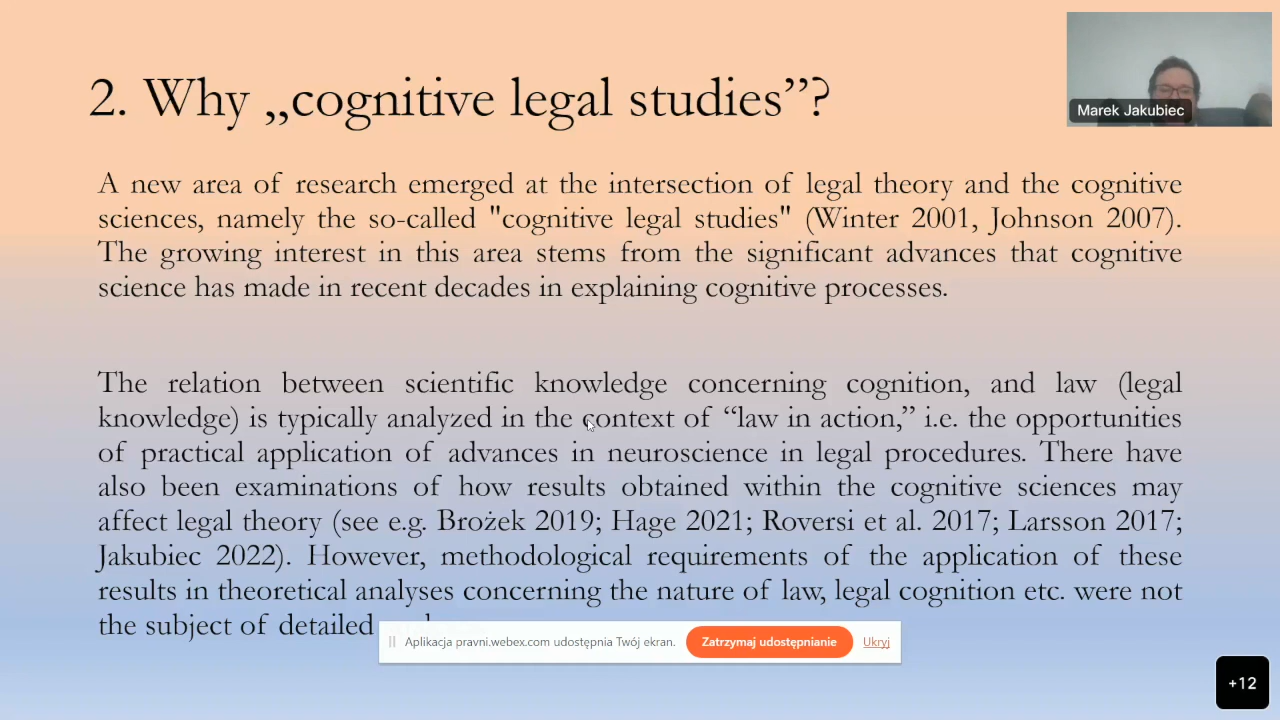 2. Why „cognitive legal studies”?
Marek Jakubiec
A new area of research emerged at the intersection of legal theory and the cognitive
sciences, namely the so-called "cognitive legal studies" (Winter 2001, Johnson 2007).
The growing interest in this area stems from the significant advances that cognitive
science has made in recent decades in explaining cognitive processes.
The relation between scientific knowledge concerning cognition, and law (legal
knowledge) is typically analyzed in the context of “law in action,” i.e. the opportunities
of practical application of advances in neuroscience in legal procedures. There have
also been examinations of how results obtained within the cognitive sciences may
affect legal theory (see e.g. Brożek 2019; Hage 2021; Roversi et al. 2017; Larsson 2017;
Jakubiec 2022). However, methodological requirements of the application of these
results in theoretical analyses concerning the nature of law, legal cognition etc. were not
the subject of detailed
Aplikacja pravni.webex.com udostępnia Twój ekran.
Zatrzymaj udostępnianie
Ukryj
+12